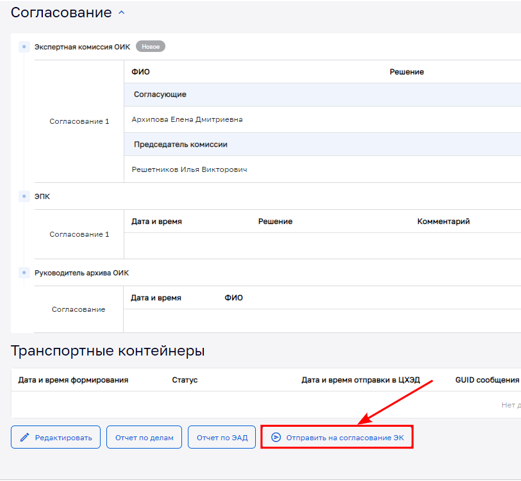 Согласование
Экспертная комиссия ОИК Новое
ФИО Решение
Согласующие
Согласование 1
Архипова Елена Дмитриевна
Председатель комиссии
Решетников Илья Викторович
ЭПК
Дата и время Решение Комментарий
Согласование 1
Руководитель архива ОИК
Дата и время ФИО
Согласование
Транспортные контейнеры
Дата и время формирования Статус Дата и время отправки в ЦХЭД GUID сообщения
Нет д
Редактировать Отчет по делам Отчет по ЭАД Отправить на согласование ЭК